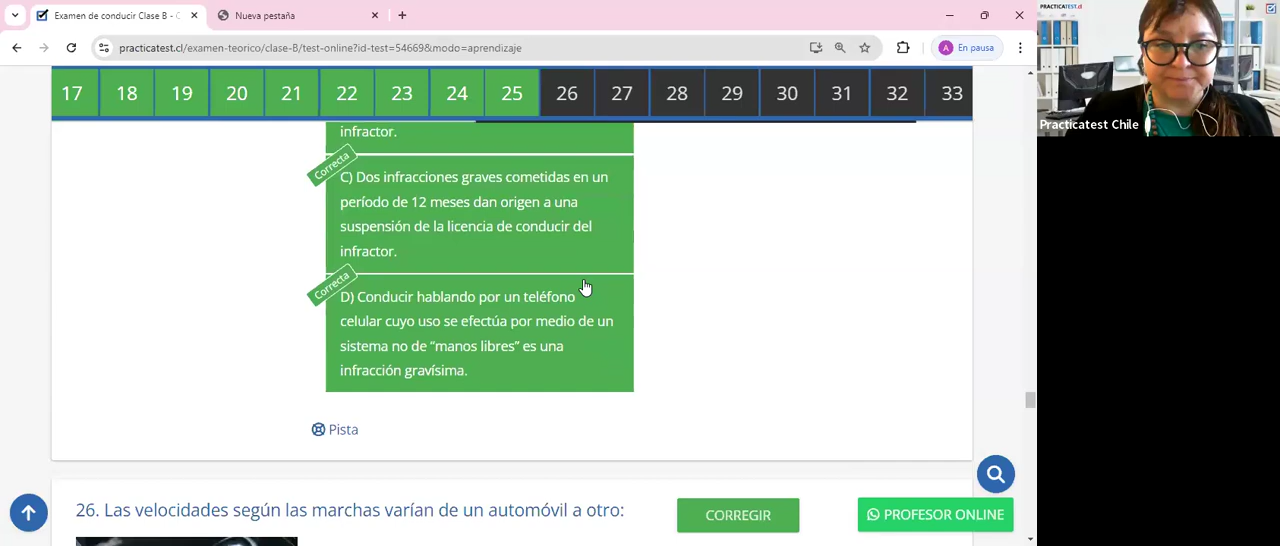 Examen de conducir Clase B - C
Nueva pestaña
practicatest.cl/examen-teorico/clase-B/test-online?id-test=54669&modo=aprendizaje
En pausa
PRACTICATEST.cl
17 18 19 20 21 22 23 24 25 26 27 28 29 30 31 32 33
Practicatest Chile
infractor.
Correcta
C) Dos infracciones graves cometidas en un
período de 12 meses dan origen a una
suspensión de la licencia de conducir del
infractor.
Correcta
D) Conducir hablando por un teléfono
celular cuyo uso se efectúa por medio de un
sistema no de “manos libres” es una
infracción gravísima.
Pista
26. Las velocidades según las marchas varían de un automóvil a otro:
CORREGIR
PROFESOR ONLINE